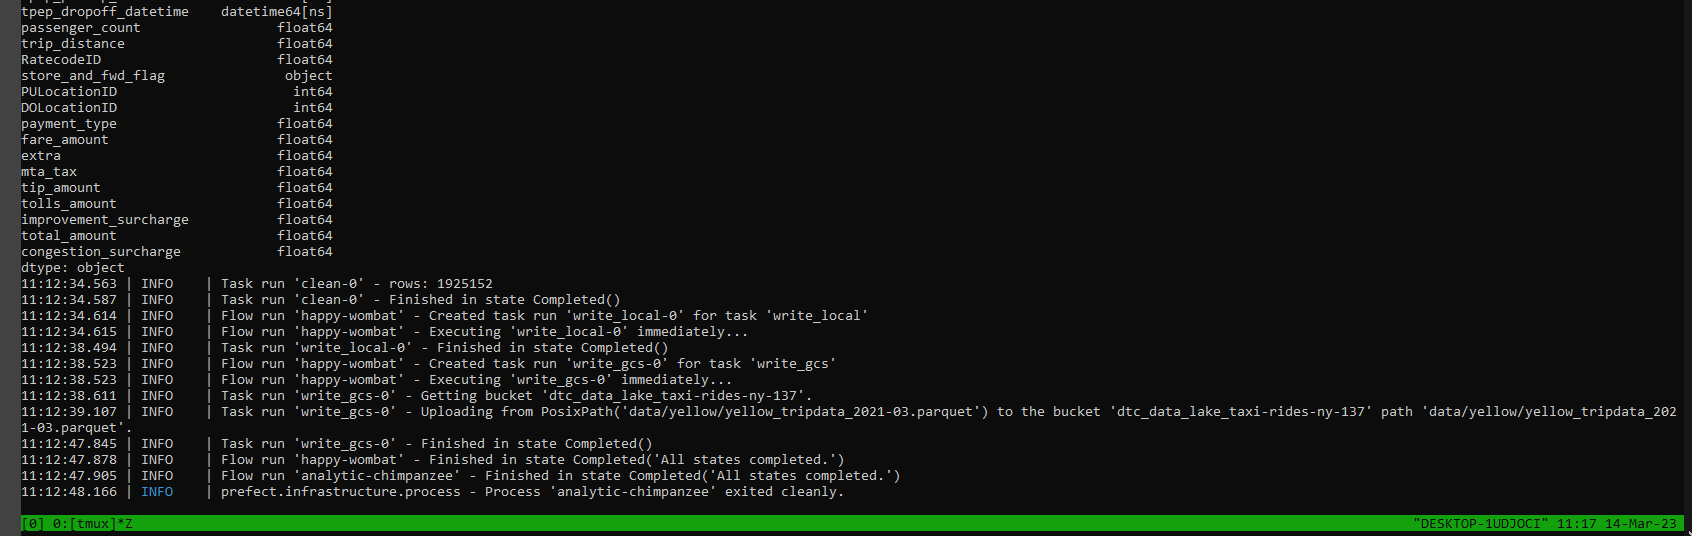 tpep_dropoff_datetime    datetime64[ns]
passenger_count                 float64
trip_distance                   float64
RatecodeID                      float64
store_and_fwd_flag               object
PULocationID                      int64
DOLocationID                      int64
payment_type                    float64
fare_amount                     float64
extra                           float64
mta_tax                         float64
tip_amount                      float64
tolls_amount                    float64
improvement_surcharge           float64
total_amount                    float64
congestion_surcharge            float64
dtype: object
11:12:34.563 | INFO    | Task run 'clean-0' - rows: 1925152
11:12:34.587 | INFO    | Task run 'clean-0' - Finished in state Completed()
11:12:34.614 | INFO    | Flow run 'happy-wombat' - Created task run 'write_local-0' for task 'write_local'
11:12:34.615 | INFO    | Flow run 'happy-wombat' - Executing 'write_local-0' immediately...
11:12:38.494 | INFO    | Task run 'write_local-0' - Finished in state Completed()
11:12:38.523 | INFO    | Flow run 'happy-wombat' - Created task run 'write_gcs-0' for task 'write_gcs'
11:12:38.523 | INFO    | Flow run 'happy-wombat' - Executing 'write_gcs-0' immediately...
11:12:38.611 | INFO    | Task run 'write_gcs-0' - Getting bucket 'dtc_data_lake_taxi-rides-ny-137'.
11:12:39.107 | INFO    | Task run 'write_gcs-0' - Uploading from PosixPath('data/yellow/yellow_tripdata_2021-03.parquet') to the bucket 'dtc_data_lake_taxi-rides-ny-137' path 'data/yellow/yellow_tripdata_202
1-03.parquet'.
11:12:47.845 | INFO    | Task run 'write_gcs-0' - Finished in state Completed()
11:12:47.878 | INFO    | Flow run 'happy-wombat' - Finished in state Completed('All states completed.')
11:12:47.905 | INFO    | Flow run 'analytic-chimpanzee' - Finished in state Completed('All states completed.')
11:12:48.166 | INFO    | prefect.infrastructure.process - Process 'analytic-chimpanzee' exited cleanly.
[0] 0:[tmux]*Z "DESKTOP-1UDJOCI" 11:17 14-Mar-23